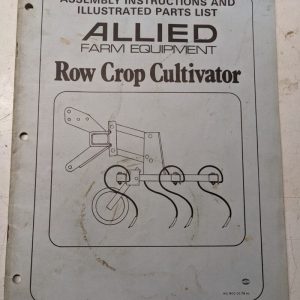 ASSEMBLY INSTRUCTIONS AND
ILLUSTRATED PARTS LIST
ALLIED
FARM EQUIPMENT
Row Crop Cultivator